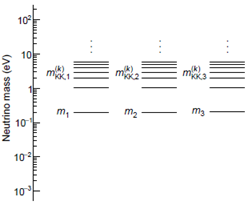 Neutrino mass (eV)
10²
10
1
10⁻¹
10⁻²
10⁻³
m⁽ᵏ⁾KK,1
m⁽ᵏ⁾KK,2
m⁽ᵏ⁾KK,3
m₁
m₂
m₃